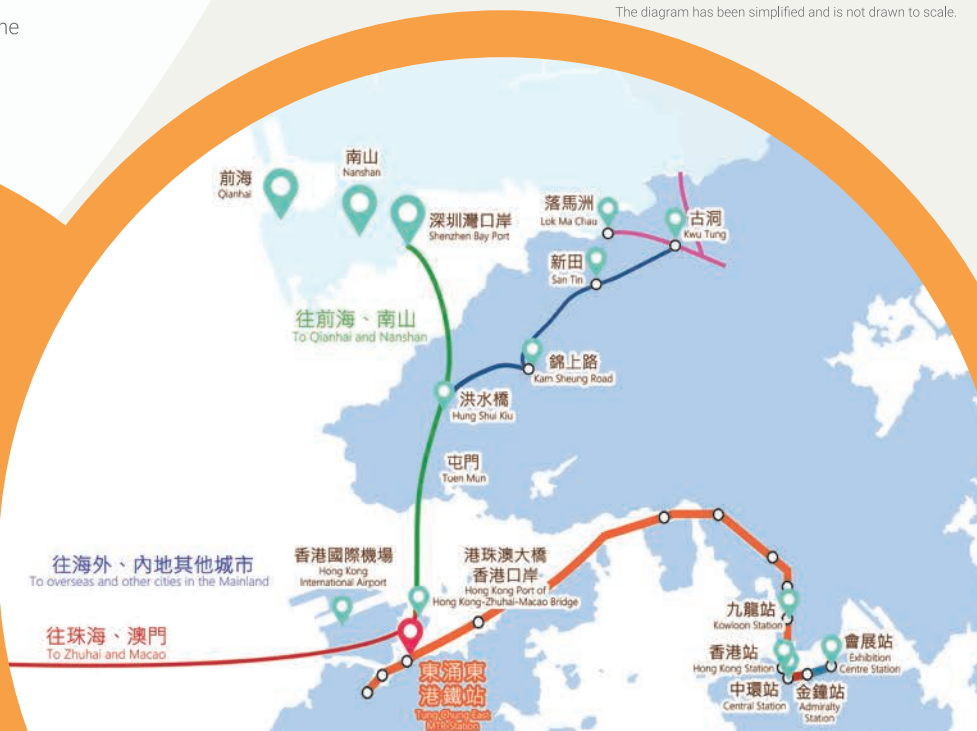 The diagram has been simplified and is not drawn to scale.
南山
Nanshan
前海
Qianhai
深圳灣口岸
Shenzhen Bay Port
落馬洲
Lok Ma Chau
古洞
Kwu Tung
新田
San Tin
往前海、南山
To Qianhai and Nanshan
錦上路
Kam Sheung Road
洪水橋
Hung Shui Kiu
屯門
Tuen Mun
往海外、內地其他城市
To overseas and other cities in the Mainland
香港國際機場
Hong Kong
International Airport
港珠澳大橋
香港口岸
Hong Kong Port of
Hong Kong-Zhuhai-Macao Bridge
往珠海、澳門
To Zhuhai and Macao
東涌東
港鐵站
Tung Chung East
MTR Station
九龍站
Kowloon Station
香港站
Hong Kong Station
會展站
Exhibition
Centre Station
中環站
Central Station
金鐘站
Admiralty
Station